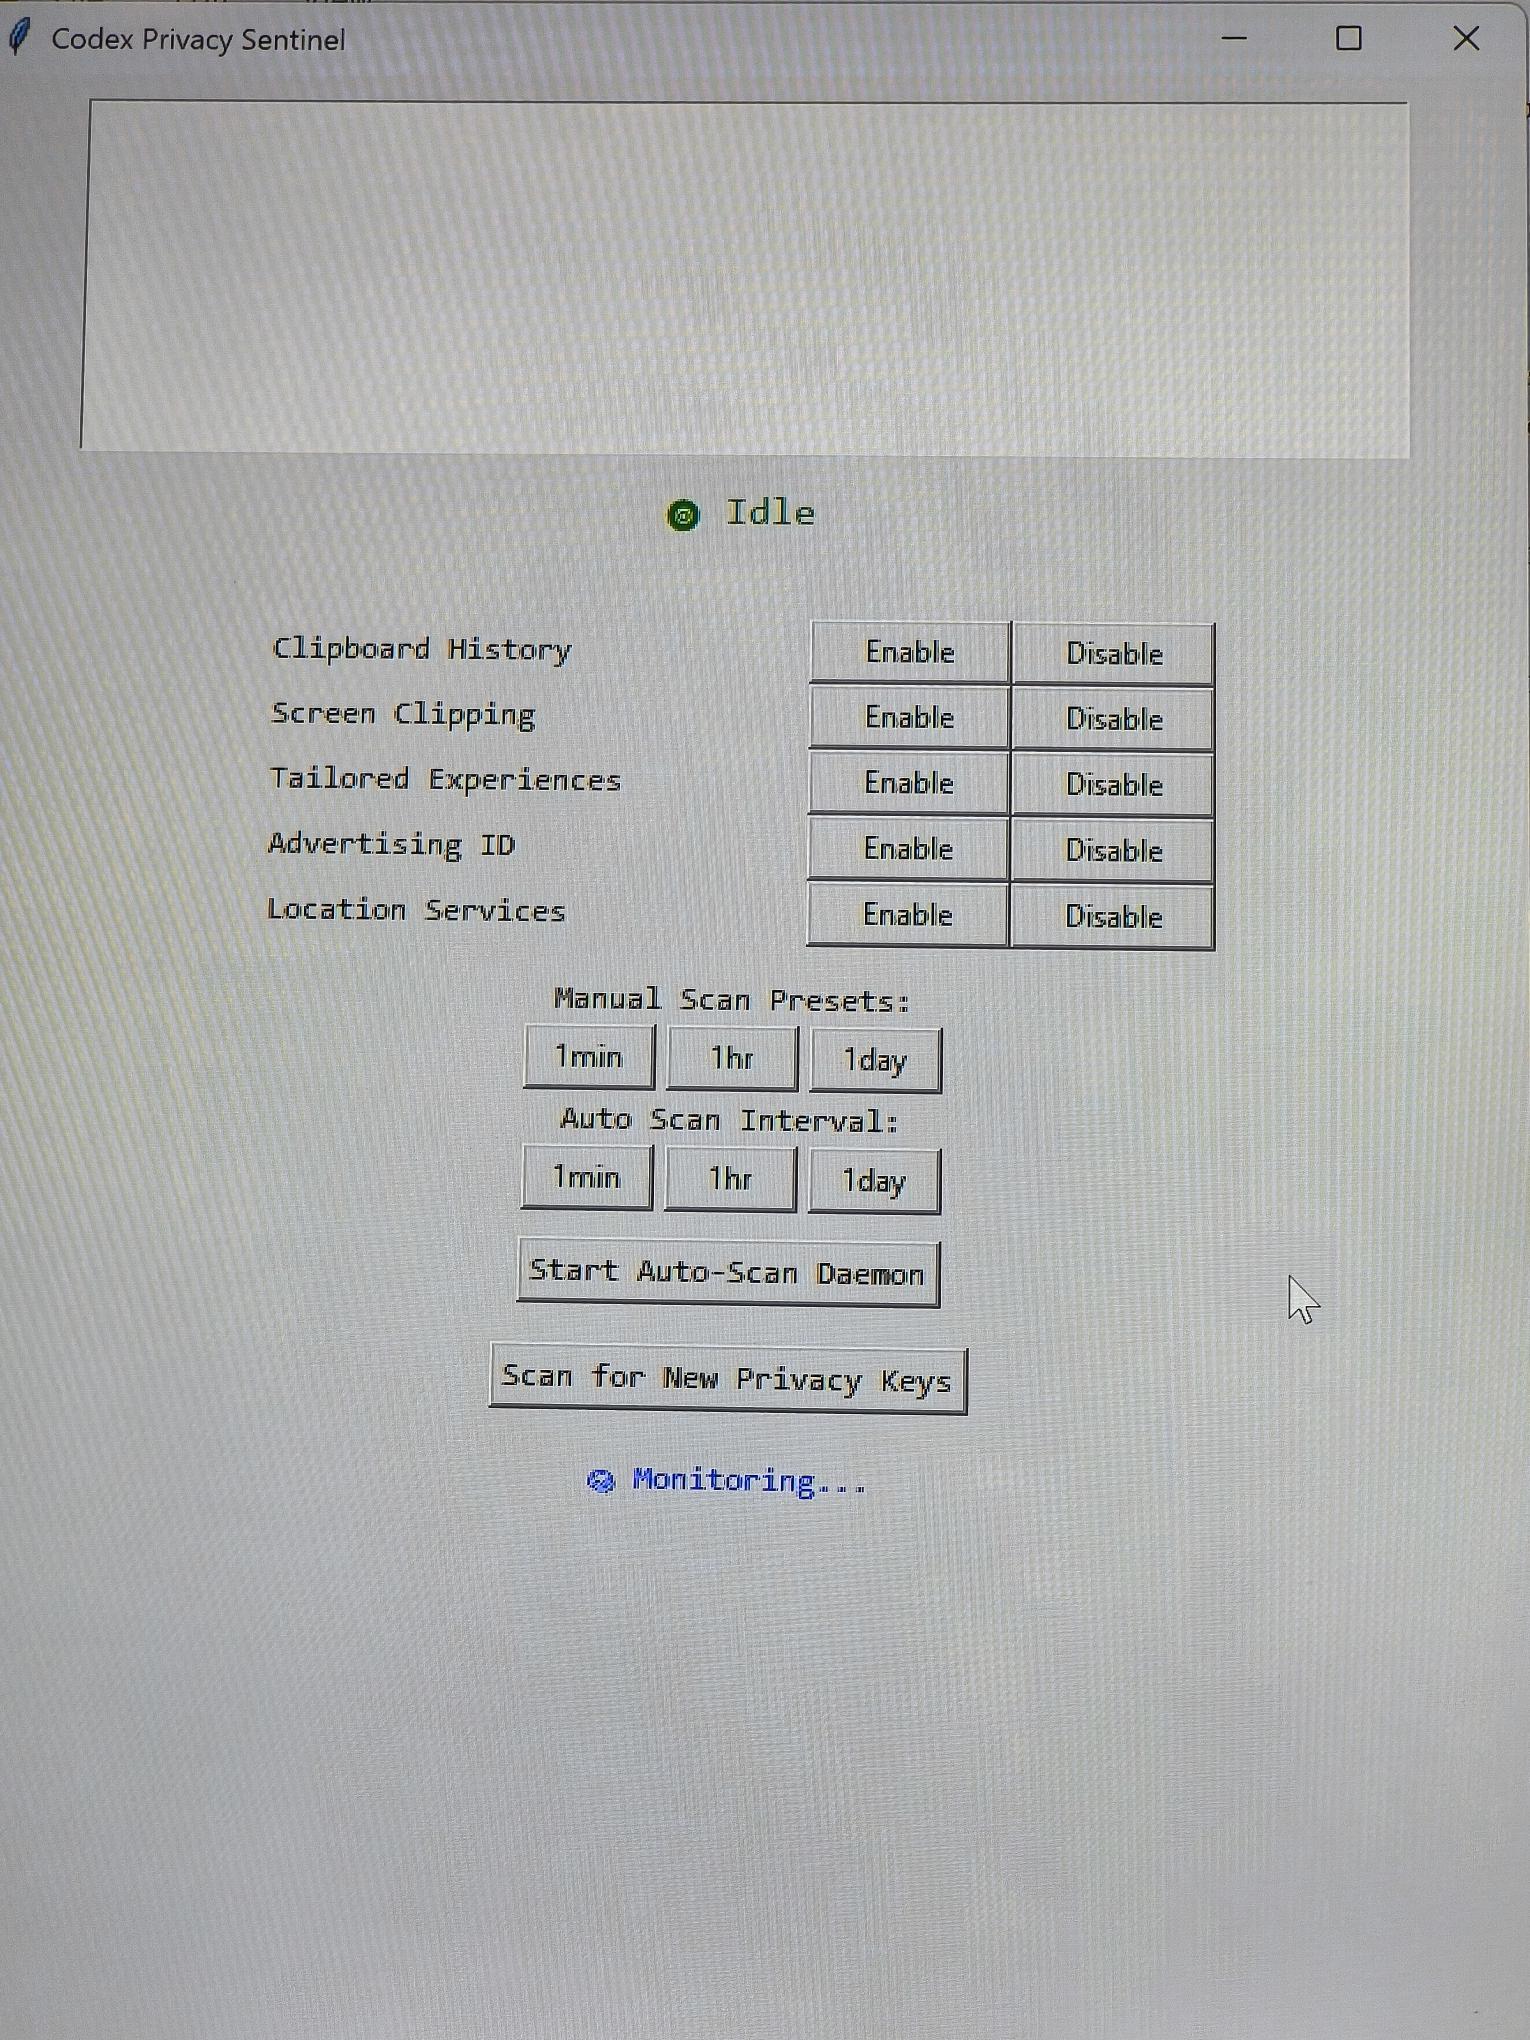 Codex Privacy Sentinel
Idle
Clipboard History Enable Disable
Screen Clipping Enable Disable
Tailored Experiences Enable Disable
Advertising ID Enable Disable
Location Services Enable Disable
Manual Scan Presets:
1min 1hr 1day
Auto Scan Interval:
1min 1hr 1day
Start Auto-Scan Daemon
Scan for New Privacy Keys
Monitoring...